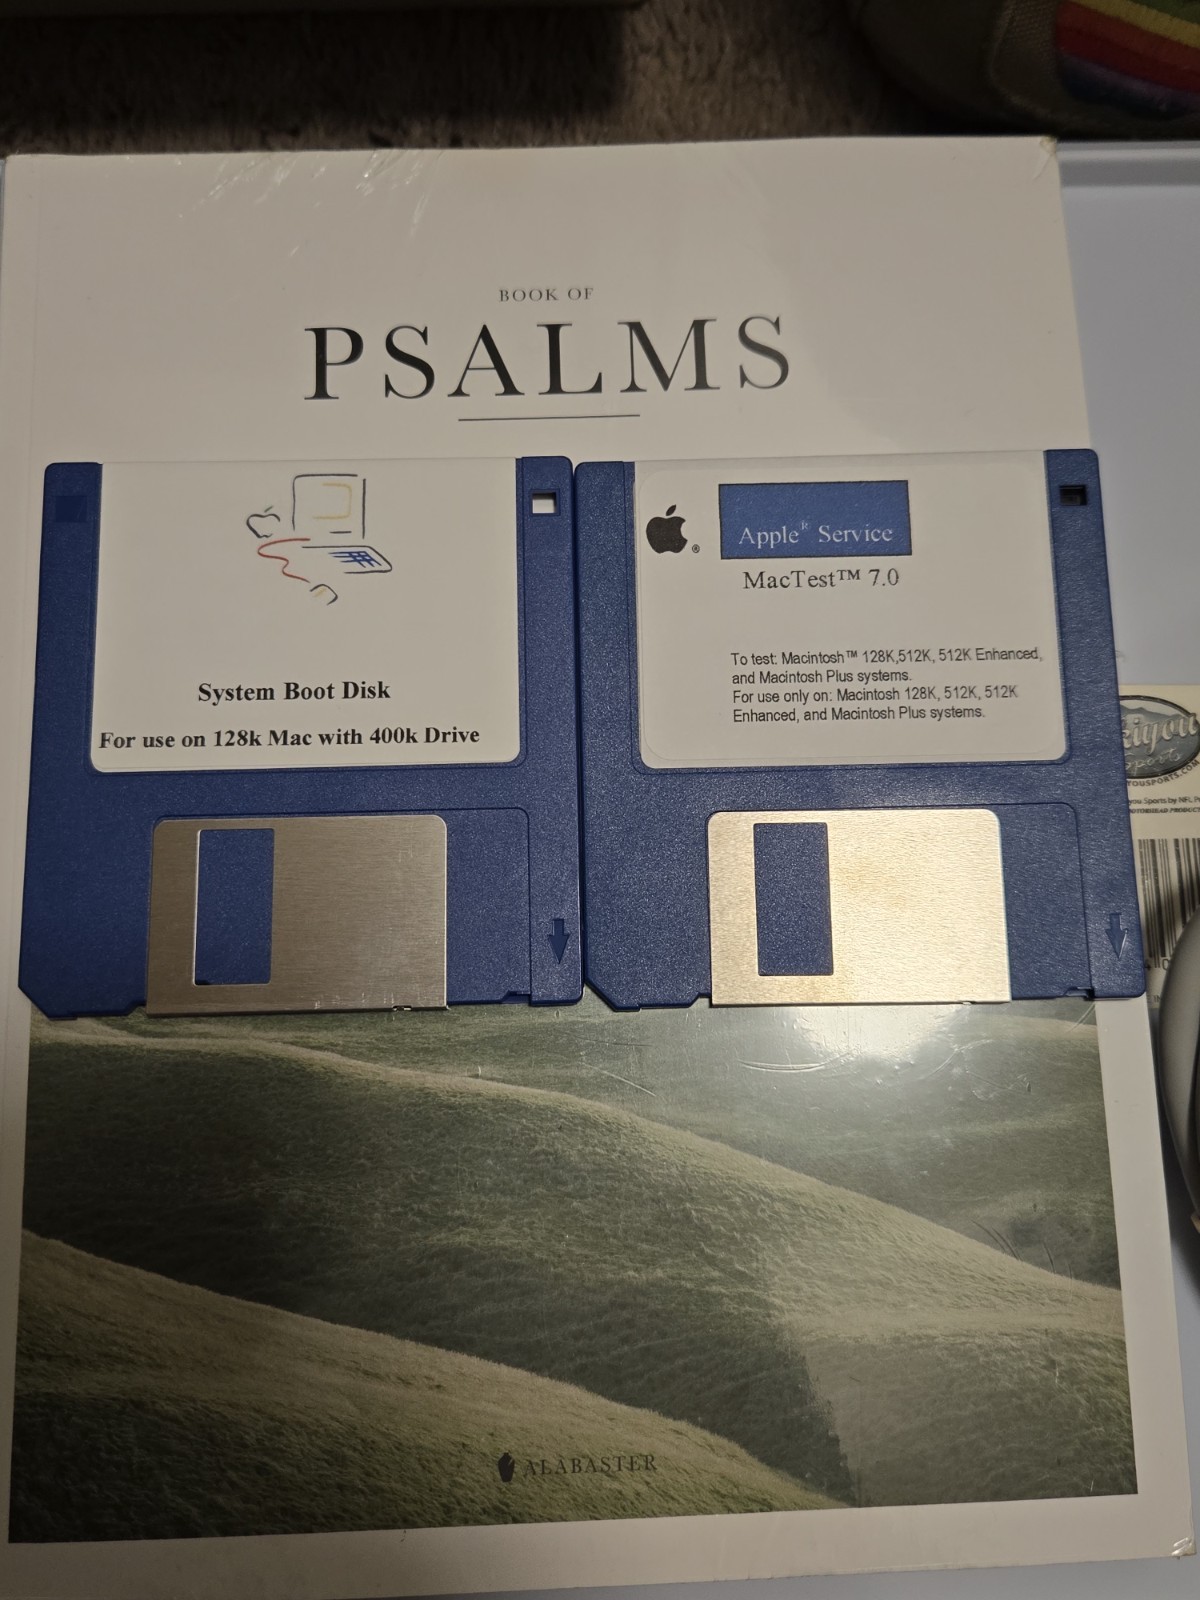 BOOK OF
PSALMS
System Boot Disk
For use on 128k Mac with 400k Drive
Apple® Service
MacTest™ 7.0
To test: Macintosh™ 128K,512K, 512K Enhanced,
and Macintosh Plus systems.
For use only on: Macintosh 128K, 512K, 512K
Enhanced, and Macintosh Plus systems.
ALABASTER